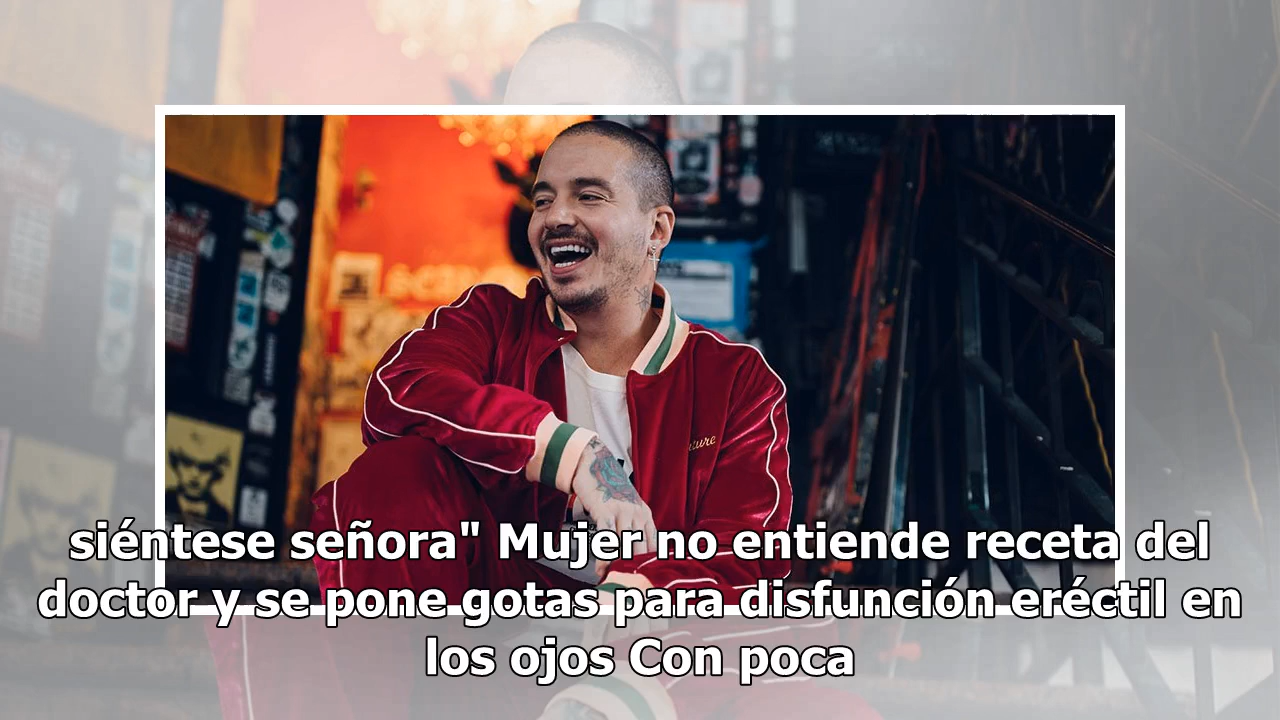 siéntese señora" Mujer no entiende receta del
doctor y se pone gotas para disfunción eréctil en
los ojos Con poca